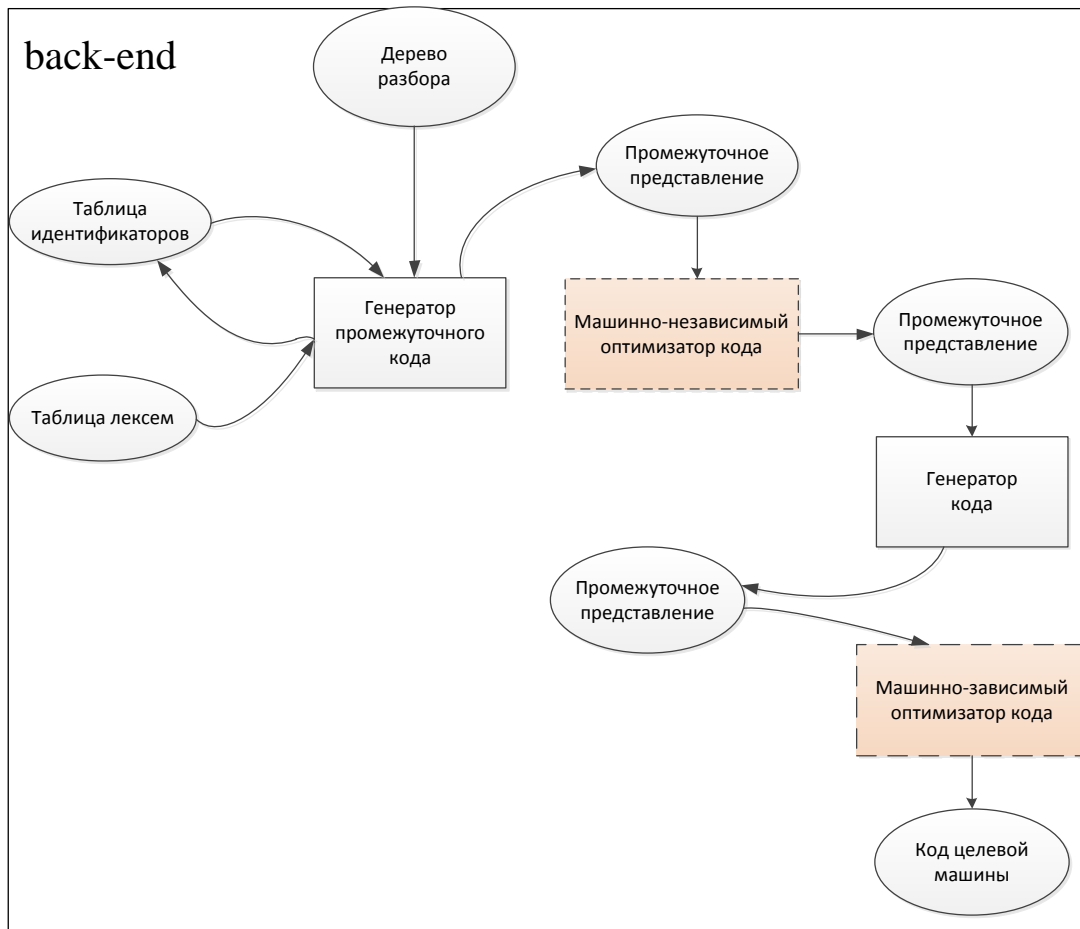 back-end
Дерево
разбора
Промежуточное
представление
Таблица
идентификаторов
Генератор
промежуточного
кода
Машинно-независимый
оптимизатор кода
Промежуточное
представление
Таблица лексем
Генератор
кода
Промежуточное
представление
Машинно-зависимый
оптимизатор кода
Код целевой
машины